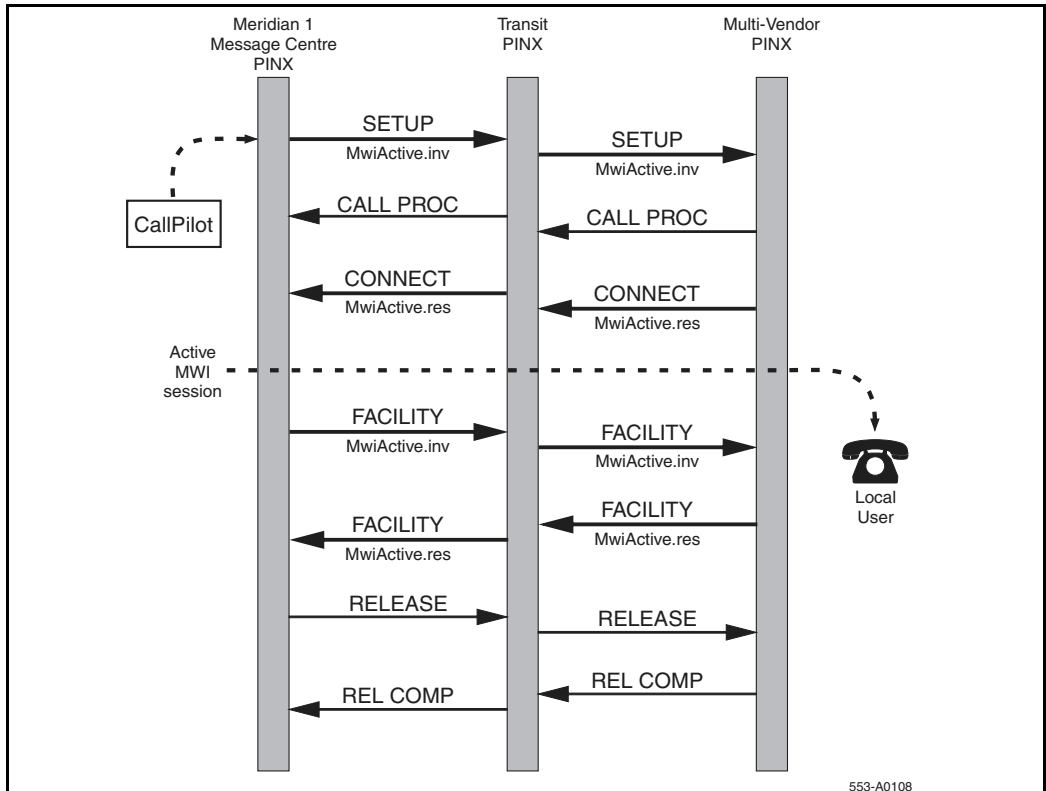 Meridian 1
Message Centre
PINX
Transit
PINX
Multi-Vendor
PINX
SETUP
MwiActive.inv
SETUP
MwiActive.inv
CallPilot
CALL PROC
CALL PROC
CONNECT
MwiActive.res
CONNECT
MwiActive.res
Active
MWI
session
FACILITY
MwiActive.inv
FACILITY
MwiActive.inv
Local
User
FACILITY
MwiActive.res
FACILITY
MwiActive.res
RELEASE
RELEASE
REL COMP
REL COMP
553-A0108